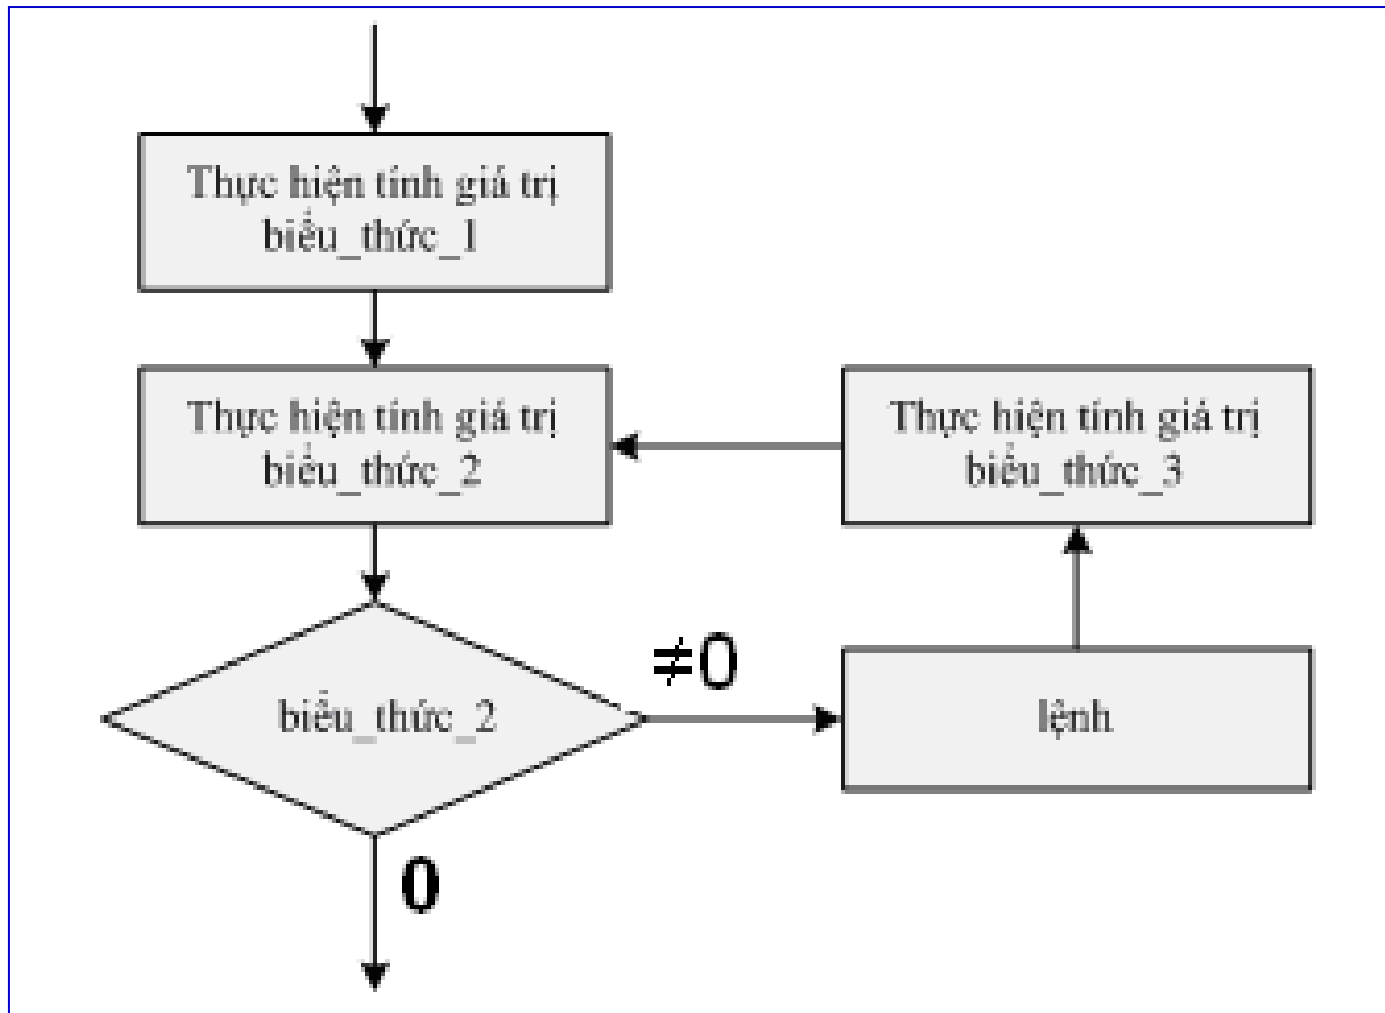 Thực hiện tính giá trị
biểu_thức_1
Thực hiện tính giá trị
biểu_thức_2
Thực hiện tính giá trị
biểu_thức_3
biểu_thức_2
≠0
lệnh
0